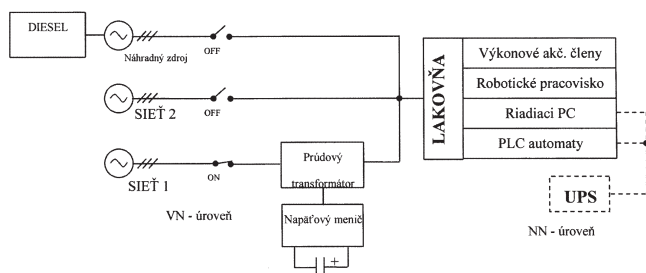 DIESEL
Náhradný zdroj
OFF
SIEŤ 2
OFF
SIEŤ 1
ON
Prúdový
transformátor
VN - úroveň
Napäťový menič
+
LAKOVŇA
Výkonové akč. členy
Robotické pracovisko
Riadiaci PC
PLC automaty
UPS
NN - úroveň